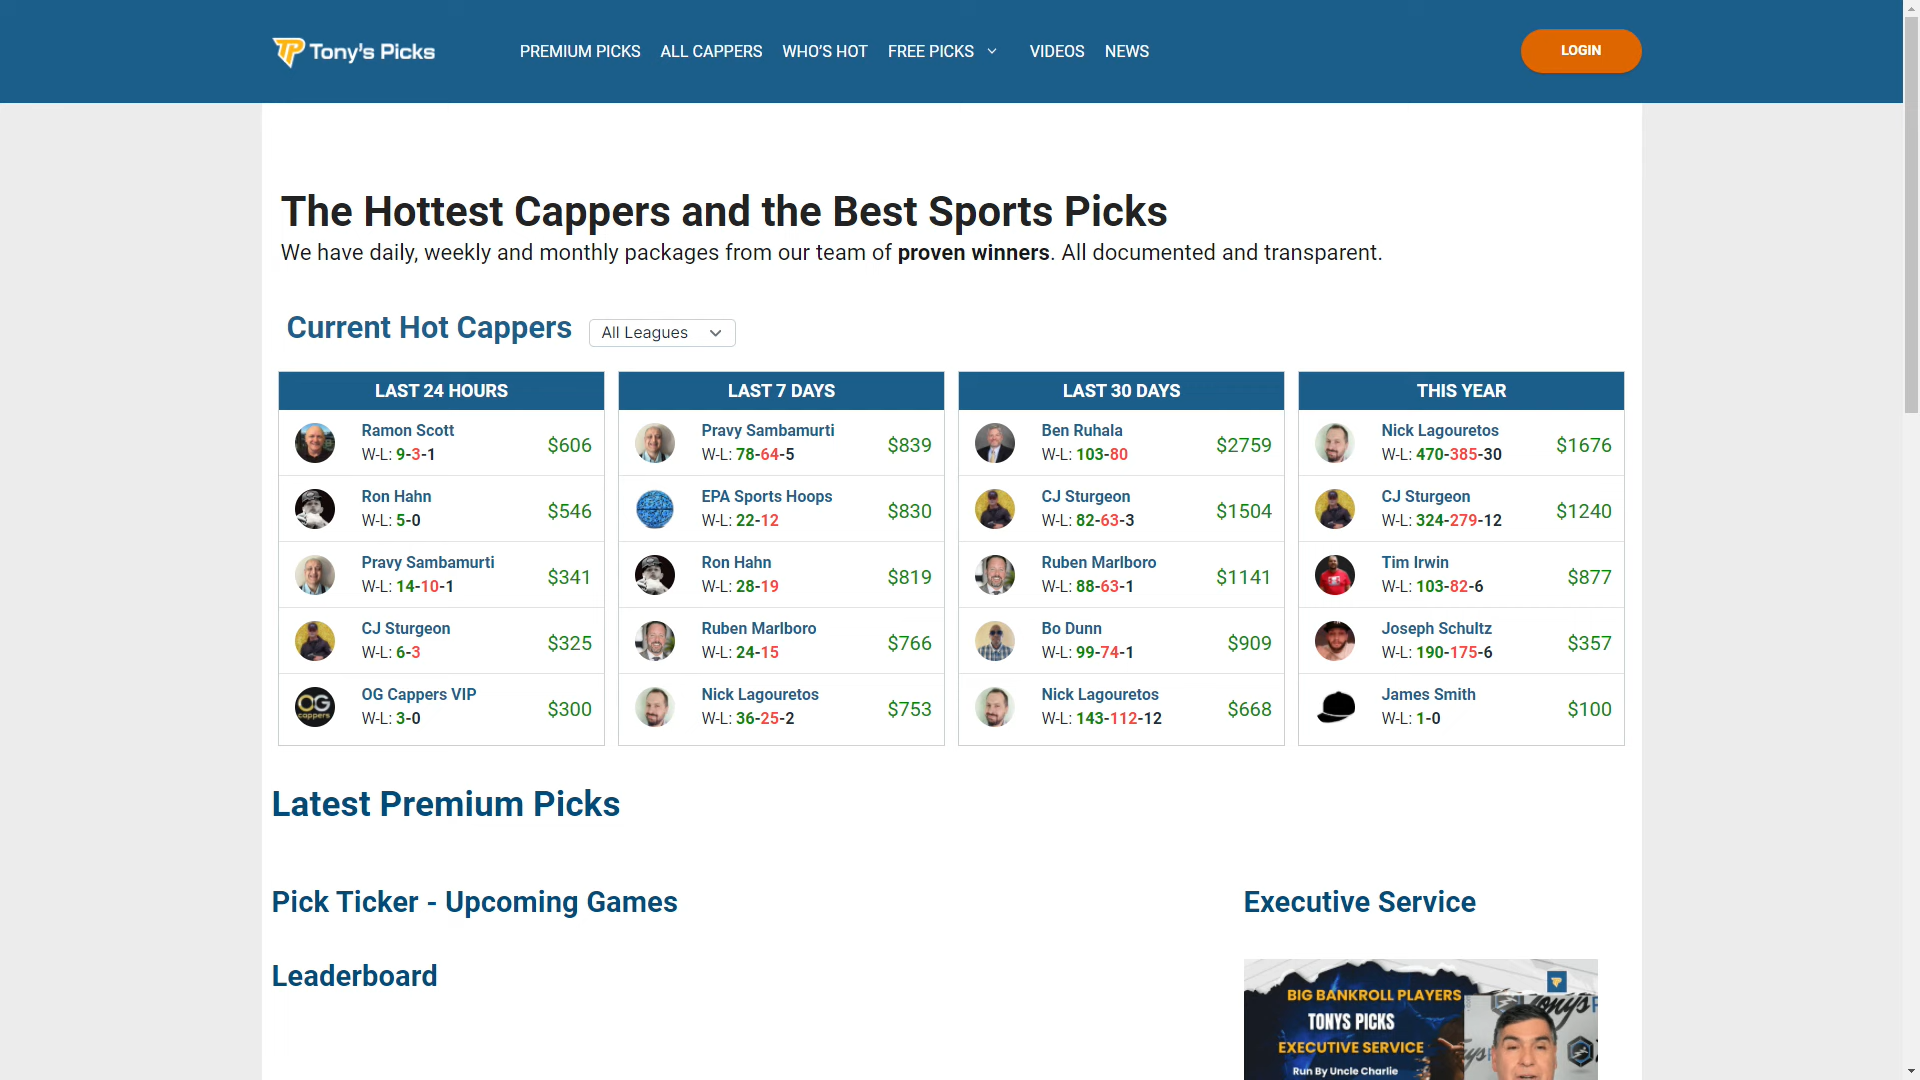 Tony's Picks
PREMIUM PICKS ALL CAPPERS WHO'S HOT FREE PICKS VIDEOS NEWS
LOGIN
The Hottest Cappers and the Best Sports Picks
We have daily, weekly and monthly packages from our team of proven winners. All documented and transparent.
Current Hot Cappers
All Leagues
LAST 24 HOURS
Ramon Scott
W-L: 9-3-1
$606
Ron Hahn
W-L: 5-0
$546
Pravy Sambamurti
W-L: 14-10-1
$341
CJ Sturgeon
W-L: 6-3
$325
OG Cappers VIP
W-L: 3-0
$300
OG
cappers
LAST 7 DAYS
Pravy Sambamurti
W-L: 78-64-5
$839
EPA Sports Hoops
W-L: 22-12
$830
Ron Hahn
W-L: 28-19
$819
Ruben Marlboro
W-L: 24-15
$766
Nick Lagouretos
W-L: 36-25-2
$753
LAST 30 DAYS
Ben Ruhala
W-L: 103-80
$2759
CJ Sturgeon
W-L: 82-63-3
$1504
Ruben Marlboro
W-L: 88-63-1
$1141
Bo Dunn
W-L: 99-74-1
$909
Nick Lagouretos
W-L: 143-112-12
$668
THIS YEAR
Nick Lagouretos
W-L: 470-385-30
$1676
CJ Sturgeon
W-L: 324-279-12
$1240
Tim Irwin
W-L: 103-82-6
$877
Joseph Schultz
W-L: 190-175-6
$357
James Smith
W-L: 1-0
$100
Latest Premium Picks
Pick Ticker - Upcoming Games
Leaderboard
Executive Service
BIG BANKROLL PLAYERS
TONYS PICKS
EXECUTIVE SERVICE
Run By Uncle Charlie